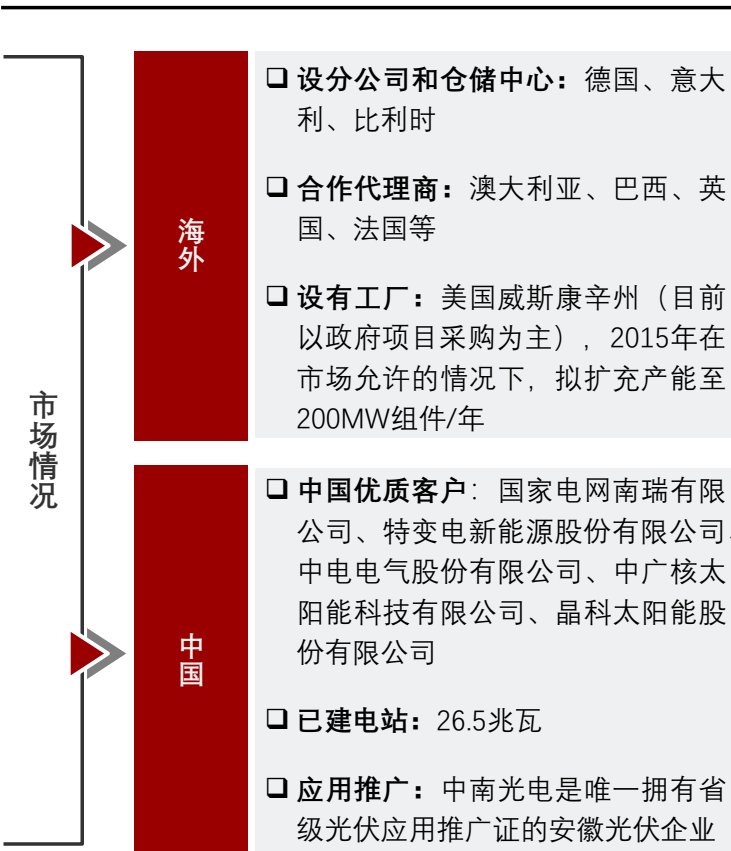 市场情况
海外
设分公司和仓储中心：德国、意大
利、比利时
合作代理商：澳大利亚、巴西、英
国、法国等
设有工厂：美国威斯康辛州（目前
以政府项目采购为主），2015年在
市场允许的情况下，拟扩充产能至
200MW组件/年
中国
中国优质客户：国家电网南瑞有限
公司、特变电新能源股份有限公司、
中电电气股份有限公司、中广核太
阳能科技有限公司、晶科太阳能股
份有限公司
已建电站：26.5兆瓦
应用推广：中南光电是唯一拥有省
级光伏应用推广证的安徽光伏企业